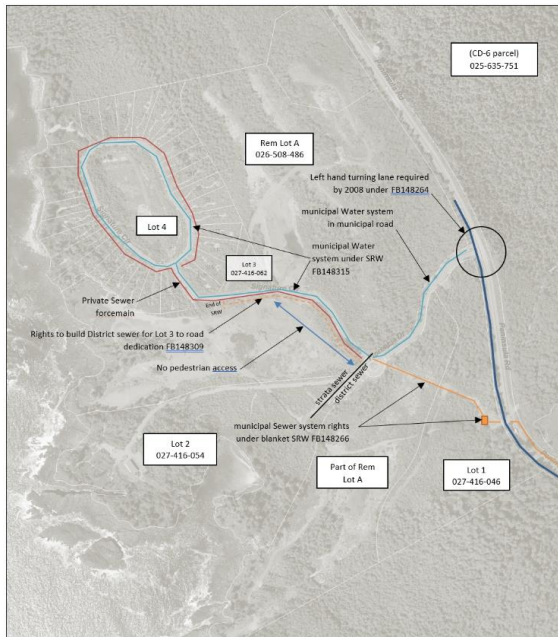 (CD-6 parcel)
025-635-751
Rem Lot A
026-508-486
Left hand turning lane required
by 2008 under FB148264
municipal Water system
in municipal road
Lot 4
municipal Water
system under SRW
FB148315
Lot 3
027-416-062
Private Sewer
forcemain
End of
SRW
Rights to build District sewer for Lot 3 to road
dedication FB148309
No pedestrian access
strata sewer
district sewer
municipal Sewer system rights
under blanket SRW FB148266
Lot 2
027-416-054
Part of Rem
Lot A
Lot 1
027-416-046